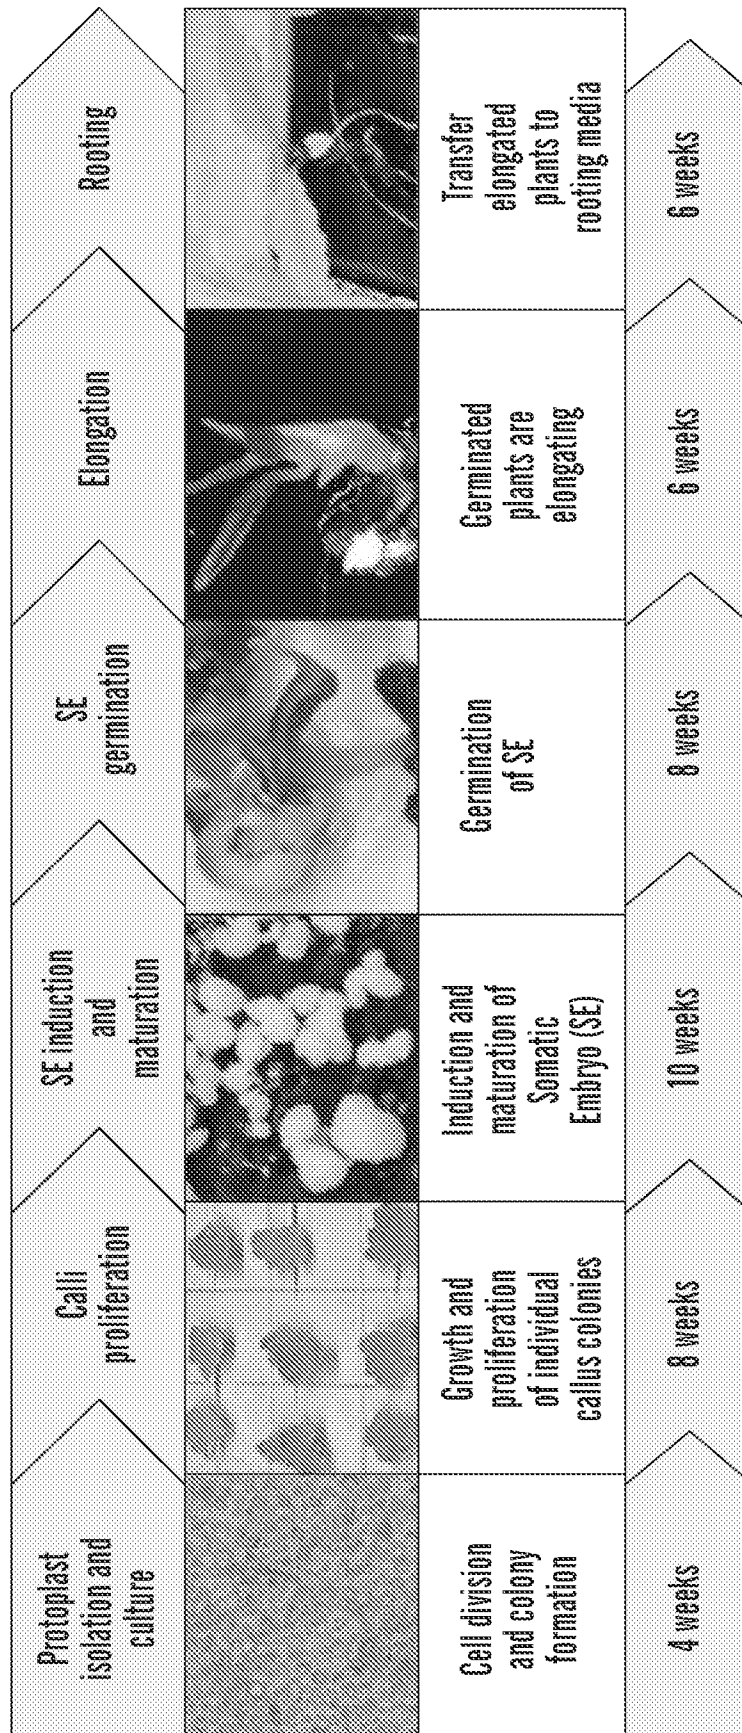 Protoplast
isolation and
culture
Calli
proliferation
SE induction
and
maturation
SE
germination
Elongation
Rooting
Cell division
and colony
formation
Growth and
proliferation
of individual
callus colonies
Induction and
maturation of
Somatic
Embryo (SE)
Germination
of SE
Germinated
plants are
elongating
Transfer
elongated
plants to
rooting media
4 weeks
8 weeks
10 weeks
8 weeks
6 weeks
6 weeks